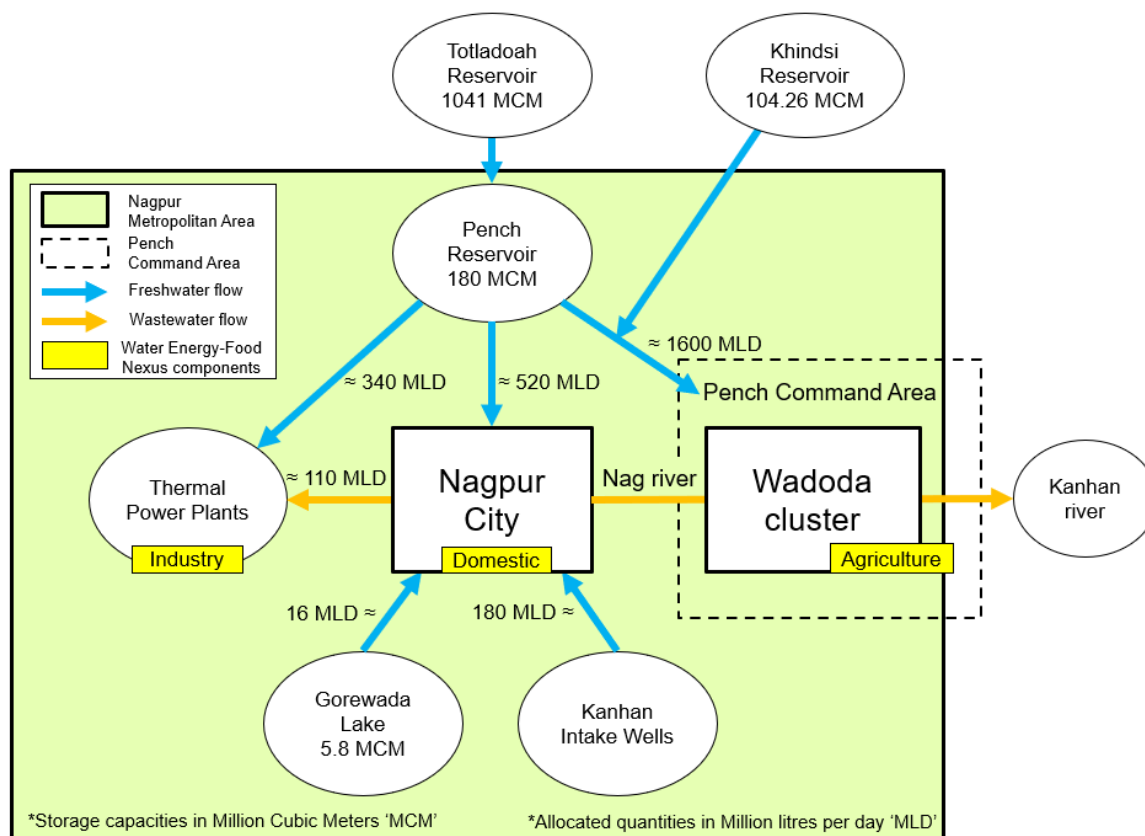 Totladoah
Reservoir
1041 MCM
Khindsi
Reservoir
104.26 MCM
Nagpur
Metropolitan Area
Pench
Command Area
Freshwater flow
Wastewater flow
Water Energy-Food
Nexus components
Pench
Reservoir
180 MCM
≈ 340 MLD
≈ 520 MLD
≈ 1600 MLD
Pench Command Area
Thermal
Power Plants
Industry
≈ 110 MLD
Nagpur
City
Domestic
Nag river
Wadoda
cluster
Agriculture
Kanhan
river
16 MLD ≈
180 MLD ≈
Gorewada
Lake
5.8 MCM
Kanhan
Intake Wells
*Storage capacities in Million Cubic Meters ‘MCM’
*Allocated quantities in Million litres per day ‘MLD’